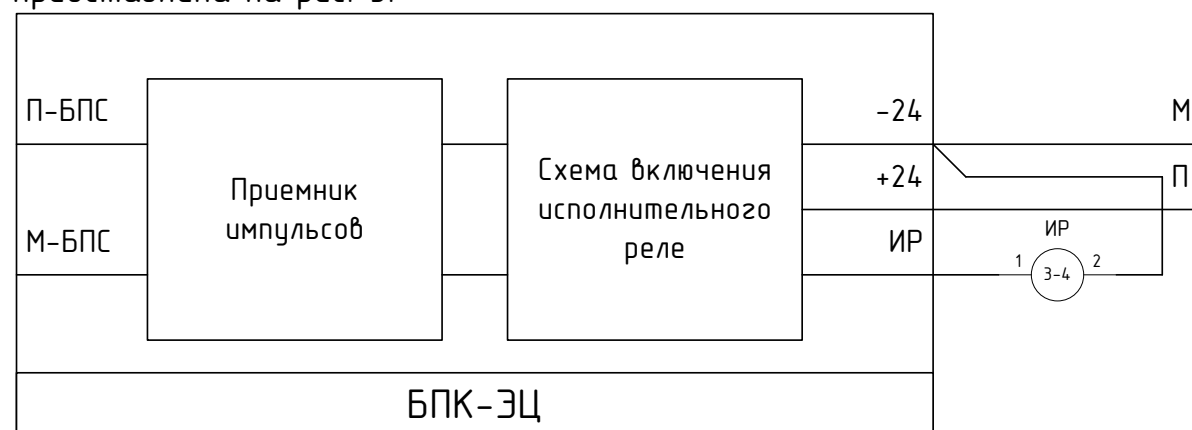 представлена на рис. 3.
П-БПС
М-БПС
Приемник
импульсов
Схема включения
исполнительного
реле
-24
+24
ИР
М
П
ИР
1
3-4
2
БПК-ЭЦ